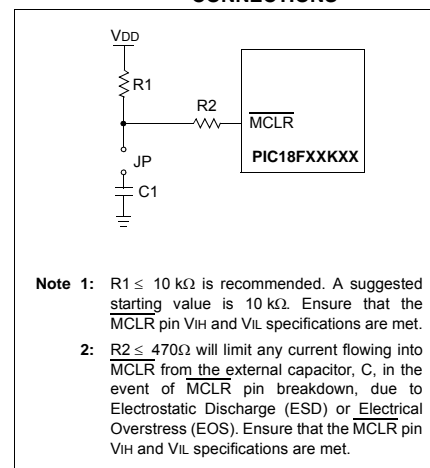 CONNECTIONS
VDD
R1
R2
MCLR
PIC18FXXKXX
JP
C1
Note 1: R1 ≤ 10 kΩ is recommended. A suggested
starting value is 10 kΩ. Ensure that the
MCLR pin VIH and VIL specifications are met.
2: R2 ≤ 470Ω will limit any current flowing into
MCLR from the external capacitor, C, in the
event of MCLR pin breakdown, due to
Electrostatic Discharge (ESD) or Electrical
Overstress (EOS). Ensure that the MCLR pin
VIH and VIL specifications are met.